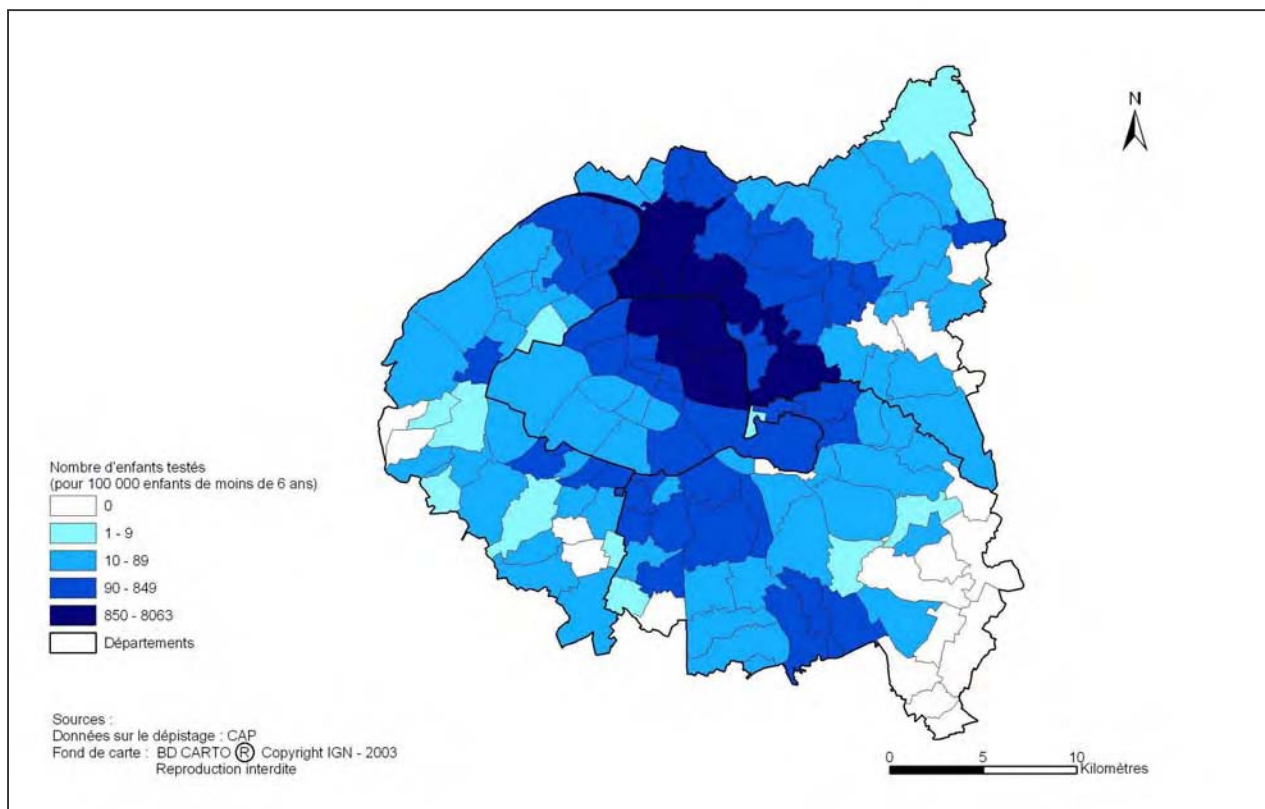 N
Nombre d'enfants testés
(pour 100 000 enfants de moins de 6 ans)
0
1 - 9
10 - 89
90 - 849
850 - 8063
Départements
Sources :
Données sur le dépistage : CAP
Fond de carte : BD CARTO ® Copyright IGN - 2003
Reproduction interdite
0 5 10
Kilomètres